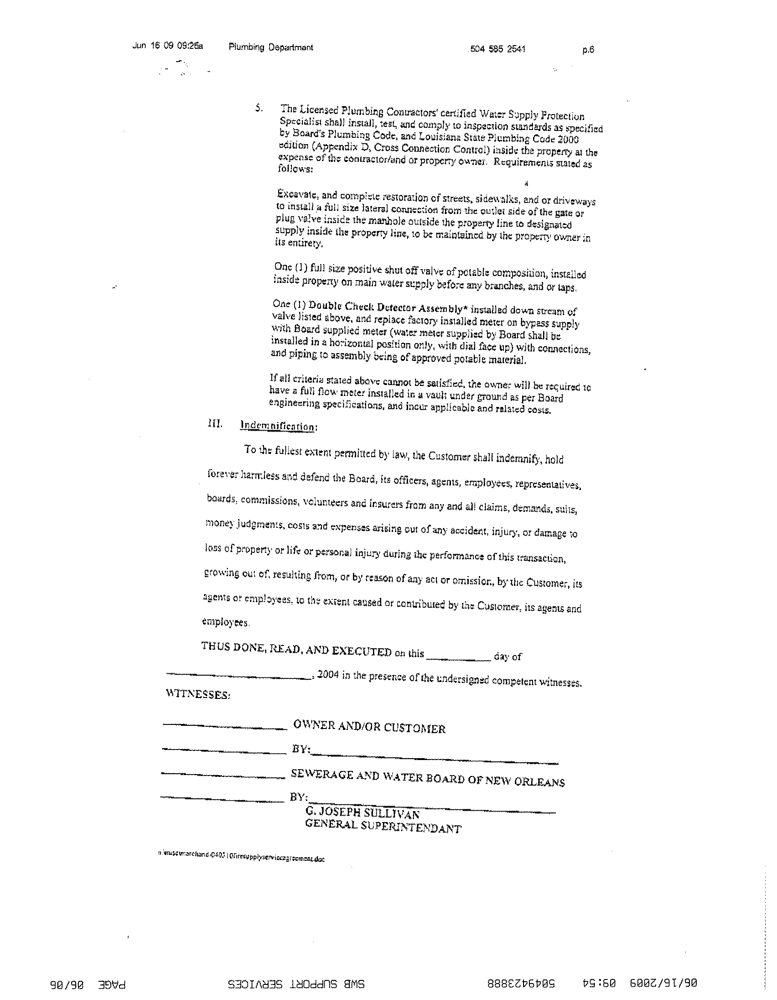 Jun 16 09 09:26a Plumbing Department 504 585 2541 p.6
5. The Licensed Plumbing Contractors' certified Water Supply Protection
Specialist shall install, test, and comply to inspection standards as specified
by Board's Plumbing Code, and Louisiana State Plumbing Code 2000
edition (Appendix D, Cross Connection Control) inside the property at the
expense of the contractor/and or property owner. Requirements stated as
follows:
Excavate, and complete restoration of streets, sidewalks, and or driveways
to install a full size lateral connection from the outlet side of the gate or
plug valve inside the manhole outside the property line to designated
supply inside the property line, to be maintained by the property owner in
its entirety.
One (1) full size positive shut off valve of potable composition, installed
inside property on main water supply before any branches, and or taps.
One (1) Double Check Detector Assembly* installed down stream of
valve listed above, and replace factory installed meter on bypass supply
with Board supplied meter (water meter supplied by Board shall be
installed in a horizontal position only, with dial face up) with connections,
and piping to assembly being of approved potable material.
If all criteria stated above cannot be satisfied, the owner will be required to
have a full flow meter installed in a vault under ground as per Board
engineering specifications, and incur applicable and related costs.
III. Indemnification:
To the fullest extent permitted by law, the Customer shall indemnify, hold
forever harmless and defend the Board, its officers, agents, employees, representatives,
boards, commissions, volunteers and insurers from any and all claims, demands, suits,
money judgments, costs and expenses arising out of any accident, injury, or damage to
loss of property or life or personal injury during the performance of this transaction,
growing out of, resulting from, or by reason of any act or omission, by the Customer, its
agents or employees, to the extent caused or contributed by the Customer, its agents and
employees.
THUS DONE, READ, AND EXECUTED on this __________ day of
____________________, 2004 in the presence of the undersigned competent witnesses.
WITNESSES:
____________________ OWNER AND/OR CUSTOMER
____________________ BY:____________________
____________________ SEWERAGE AND WATER BOARD OF NEW ORLEANS
____________________ BY:____________________
G. JOSEPH SULLIVAN
GENERAL SUPERINTENDANT
06/16/2009 09:54 5049423888 SWB SUPPORT SERVICES PAGE 06/06